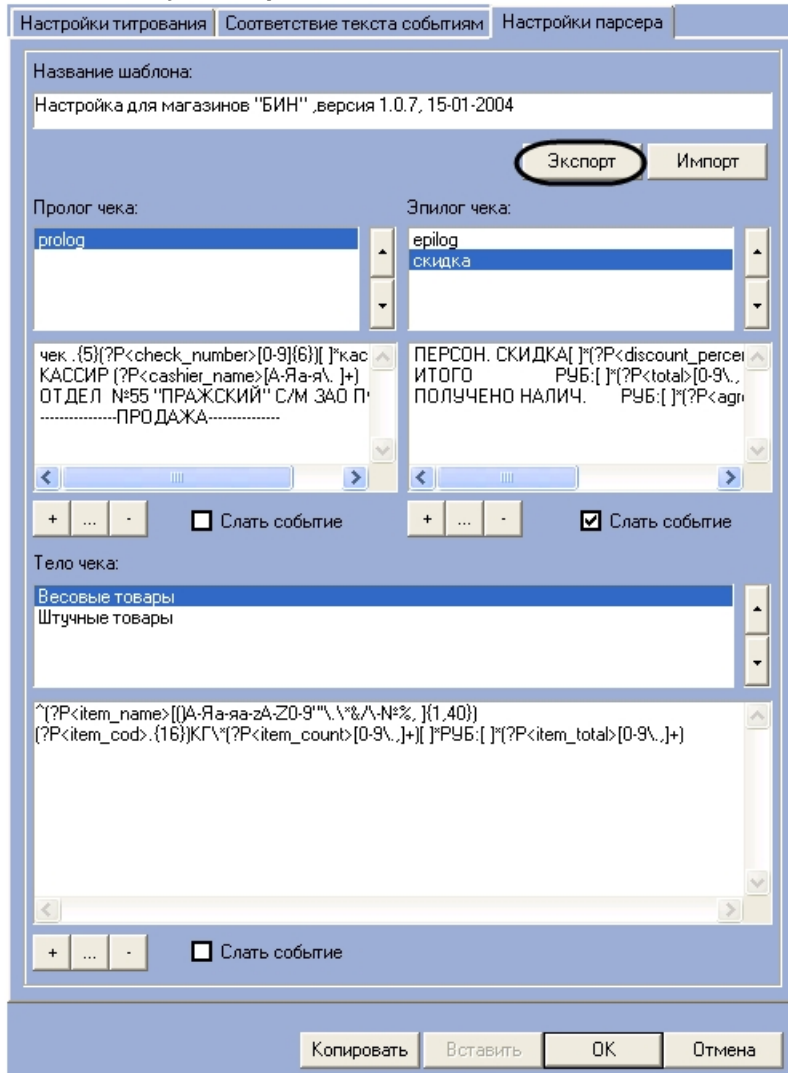 Настройки титрования Соответствие текста событиям Настройки парсера
Название шаблона:
Настройка для магазинов "БИН" ,версия 1.0.7, 15-01-2004
Экспорт Импорт
Пролог чека: Эпилог чека:
prolog
epilog
скидка
чек .{5}(?P<check_number>[0-9]{6})[ ]*кас
КАССИР (?P<cashier_name>[А-Яа-я\. ]+)
ОТДЕЛ №55 "ПРАЖСКИЙ" С/М ЗАО П
----------------ПРОДАЖА---------------
ПЕРСОН. СКИДКА[ ]*(?P<discount_percer
ИТОГО РУБ:[ ]*(?P<total>[0-9\.,
ПОЛУЧЕНО НАЛИЧ. РУБ:[ ]*(?P<agr
+ ... - Слать событие + ... - Слать событие
Тело чека:
Весовые товары
Штучные товары
^(?P<item_name>[()А-Яа-яa-zA-Z0-9'"\.\*&/\-№%, ]{1,40})
(?P<item_cod>.{16})КГ\*(?P<item_count>[0-9\.,]+)[ ]*РУБ:[ ]*(?P<item_total>[0-9\.,]+)
+ ... - Слать событие
Копировать Вставить OK Отмена